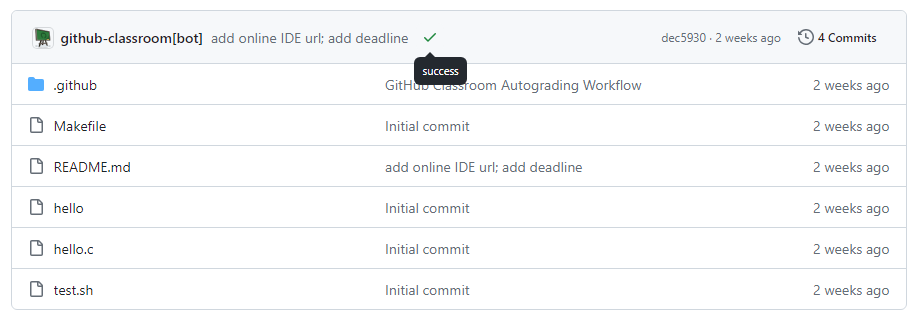 github-classroom[bot] add online IDE url; add deadline dec5930 · 2 weeks ago 4 Commits
success
.github GitHub Classroom Autograding Workflow 2 weeks ago
Makefile Initial commit 2 weeks ago
README.md add online IDE url; add deadline 2 weeks ago
hello Initial commit 2 weeks ago
hello.c Initial commit 2 weeks ago
test.sh Initial commit 2 weeks ago